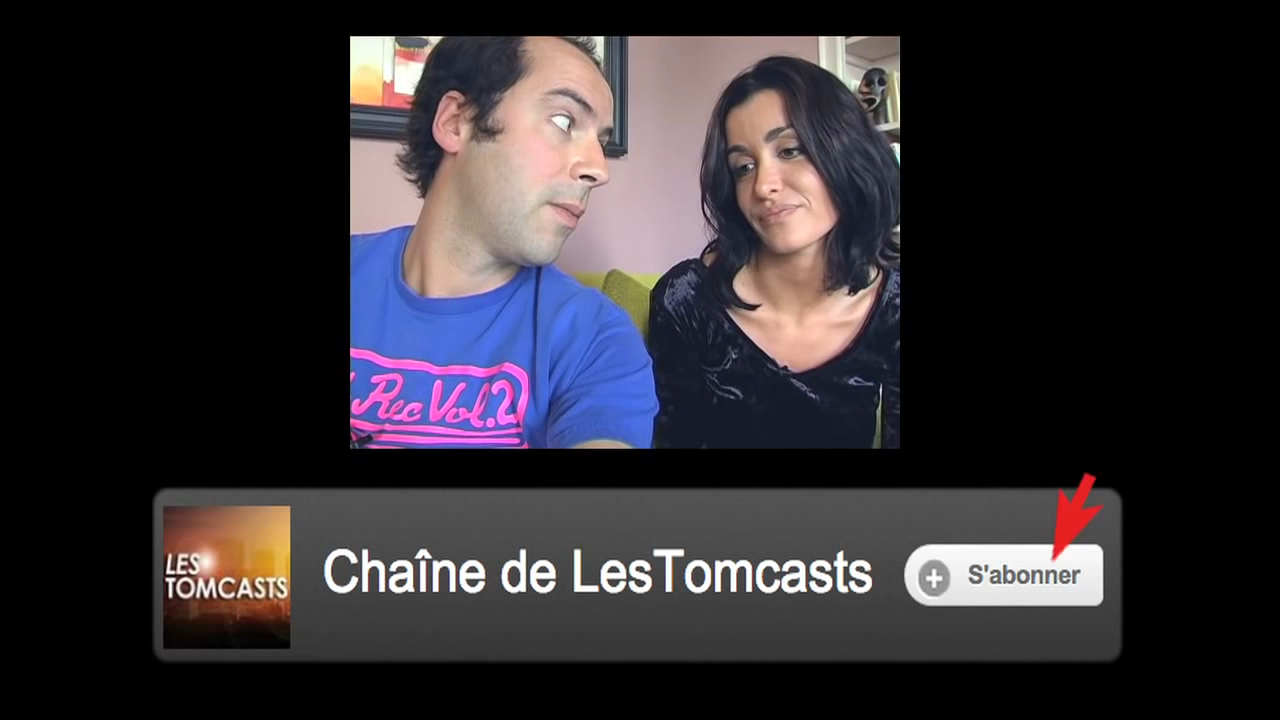 Rec Vol.2
LES
TOMCASTS
Chaîne de LesTomcasts
S'abonner